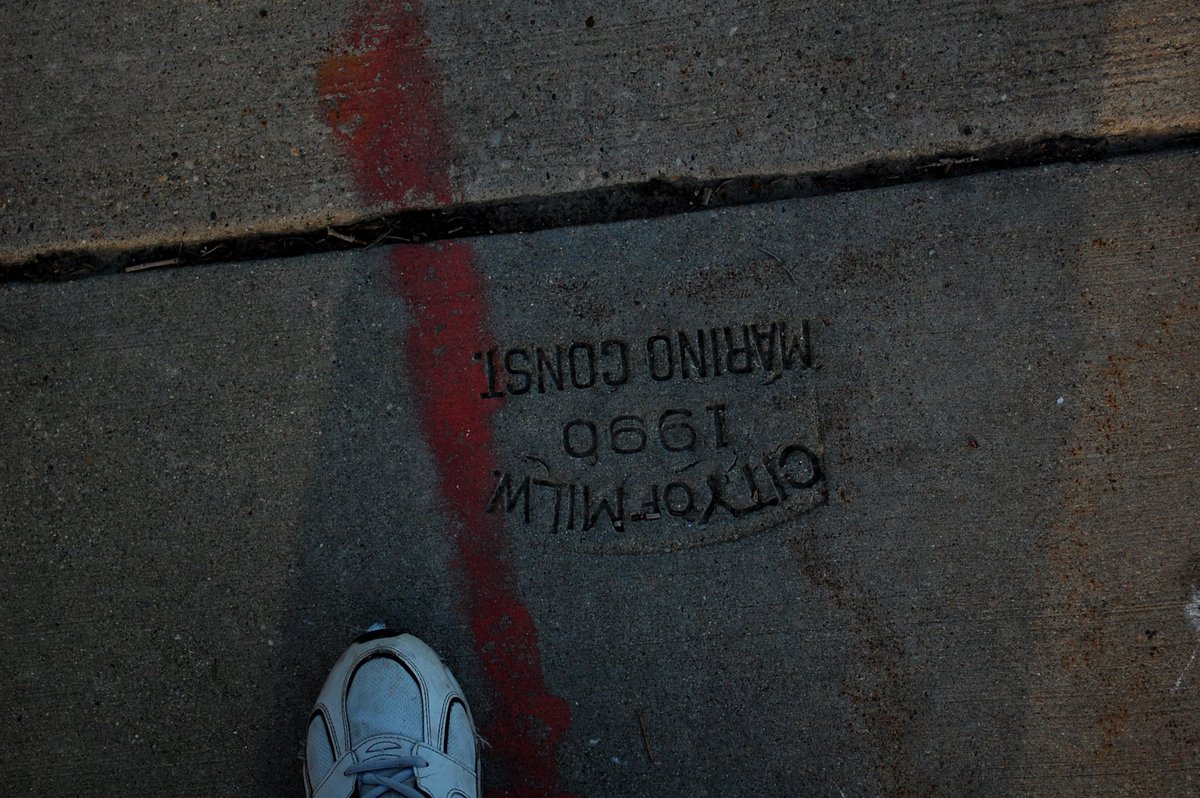 CITY OF MILW.
1990
MARINO CONST.